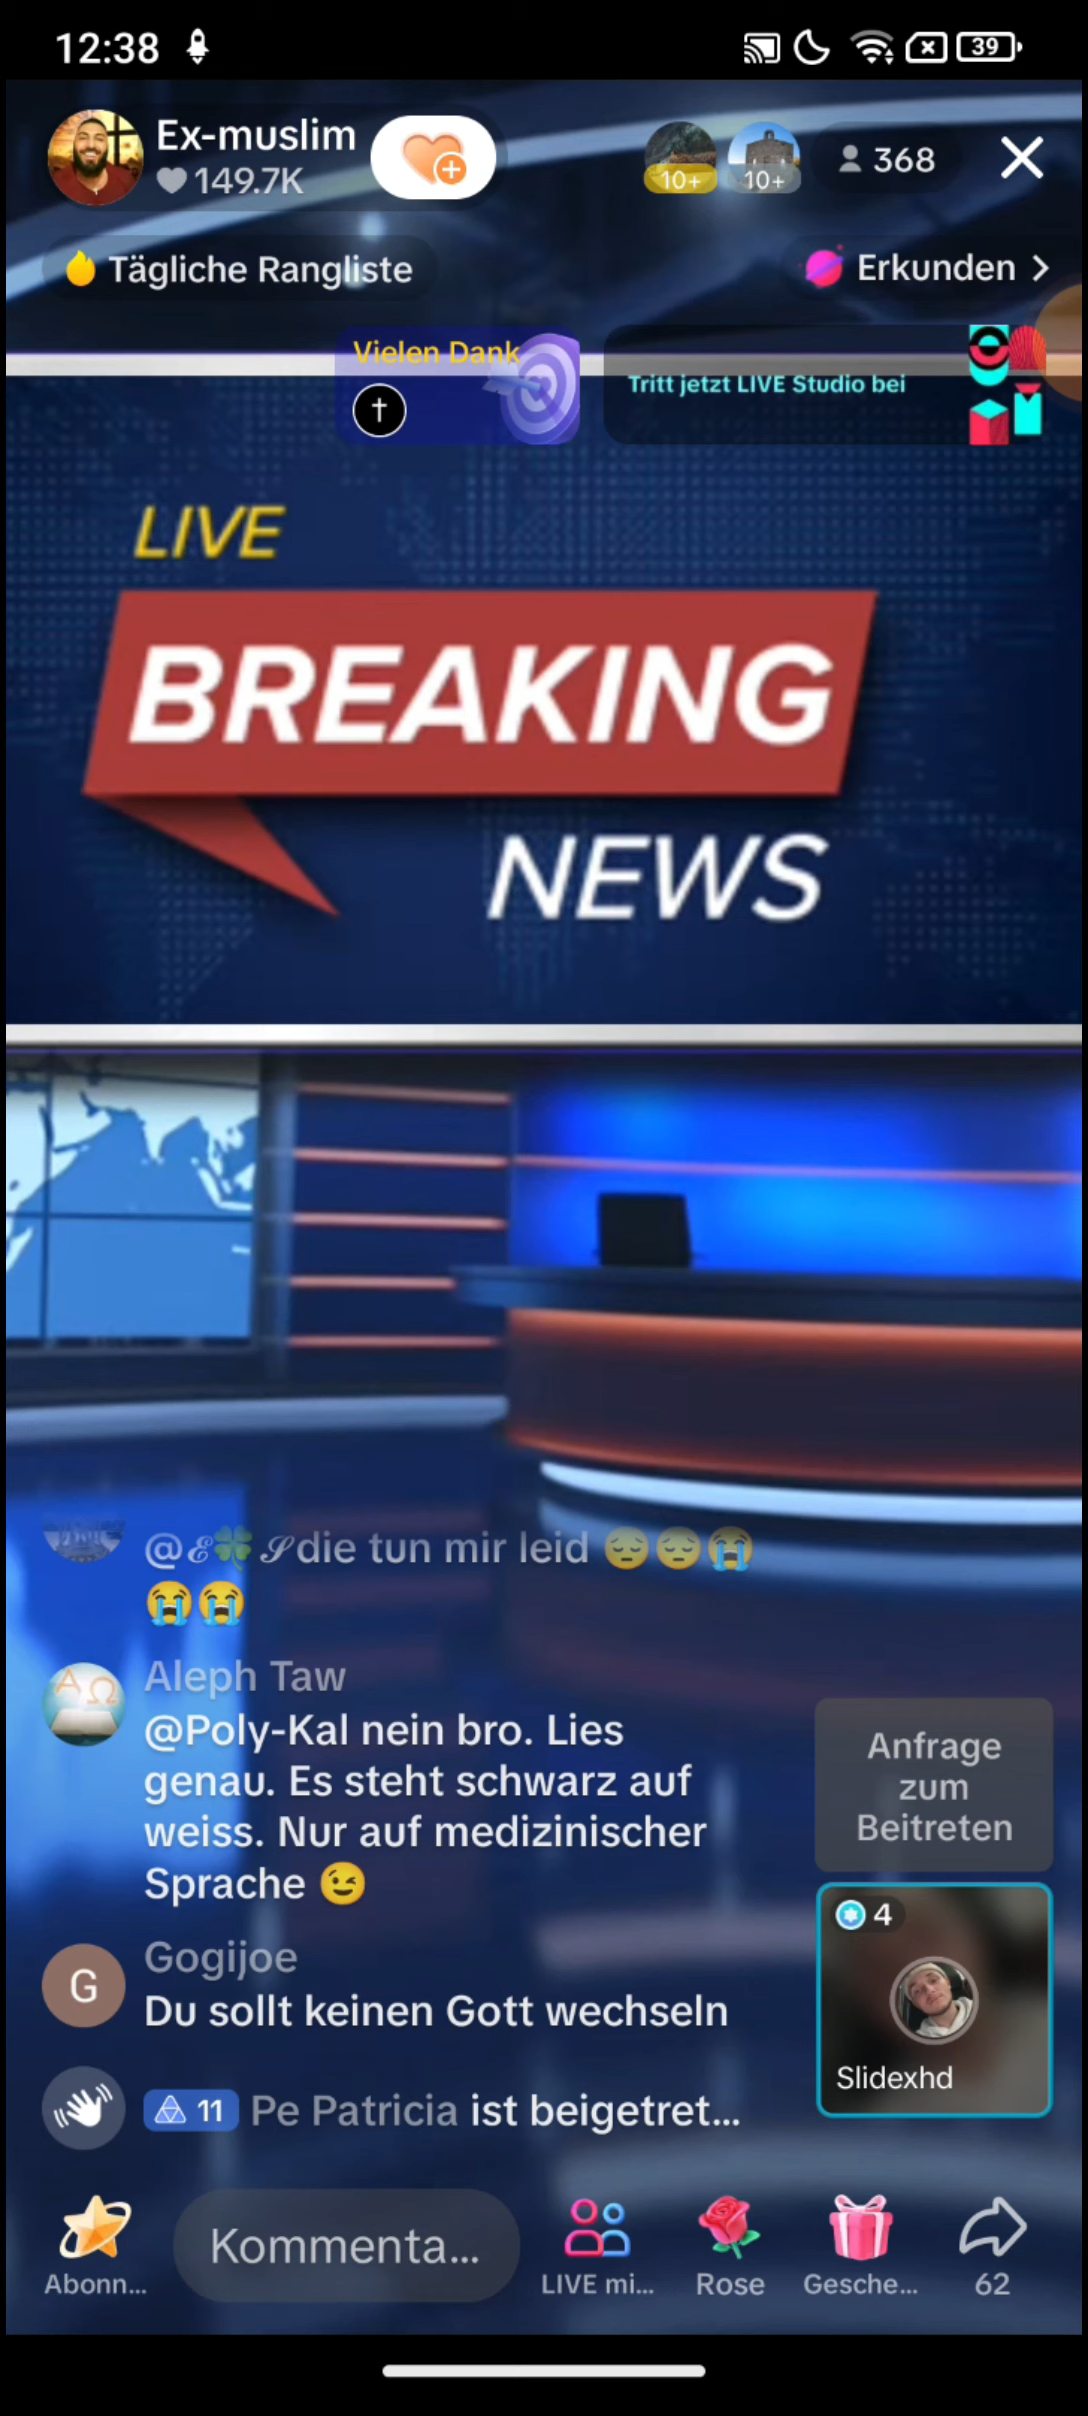 12:38
39
Ex-muslim
149.7K
10+
10+
368
Tägliche Rangliste
Erkunden
Vielen Dank
Tritt jetzt LIVE Studio bei
LIVE
BREAKING
NEWS
@ℰ🍀𝒮die tun mir leid 😔😔😭
😭😭
Aleph Taw
@Poly-Kal nein bro. Lies
genau. Es steht schwarz auf
weiss. Nur auf medizinischer
Sprache 😉
Anfrage
zum
Beitreten
4
Slidexhd
G
Gogijoe
Du sollt keinen Gott wechseln
11 Pe Patricia ist beigetret...
Kommenta...
Abonn...
LIVE mi...
Rose
Gesche...
62